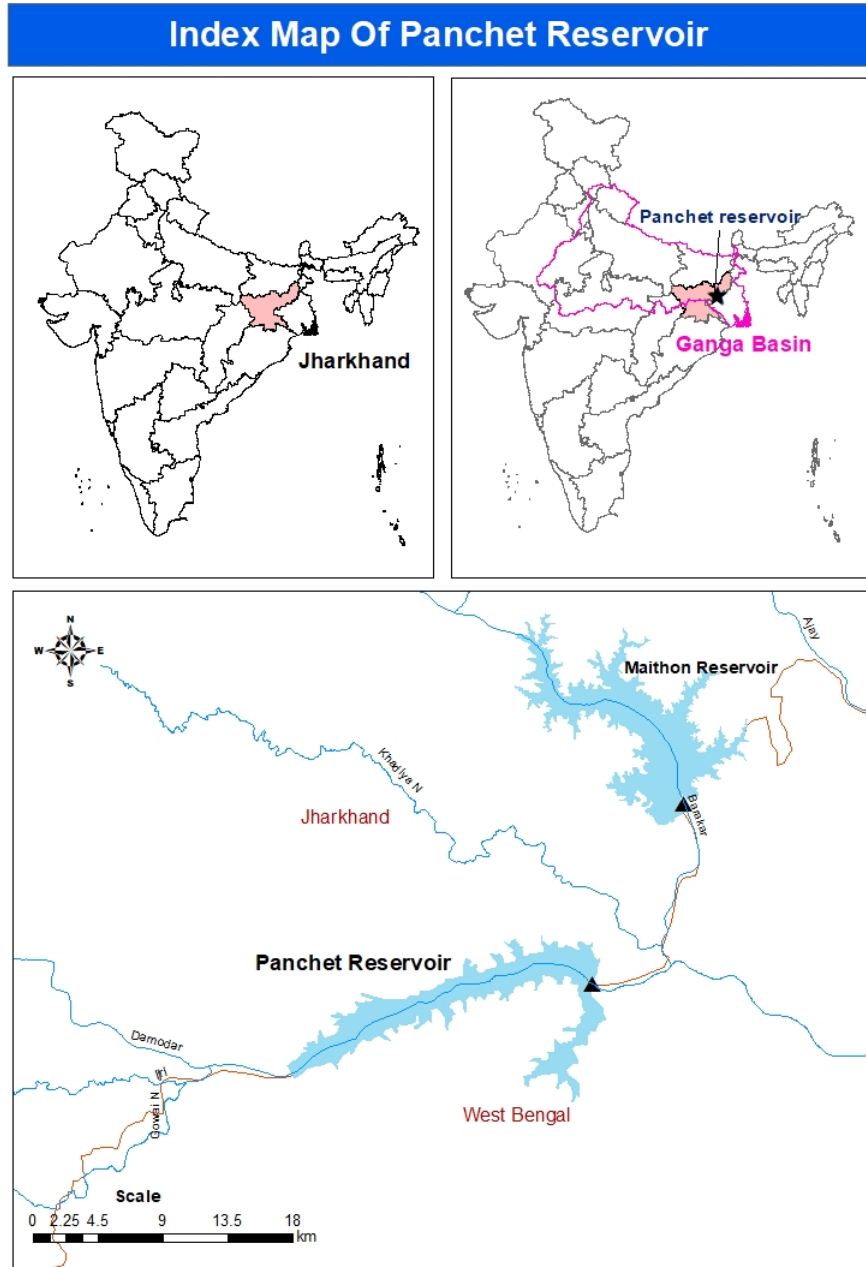 Index Map Of Panchet Reservoir
Jharkhand
Panchet reservoir
Ganga Basin
N
W E
S
Maithon Reservoir
Ajay
Khadiya N
Barakar
Jharkhand
Panchet Reservoir
Damodar
Ijri
Gowai N
West Bengal
Scale
0 2.25 4.5 9 13.5 18
km